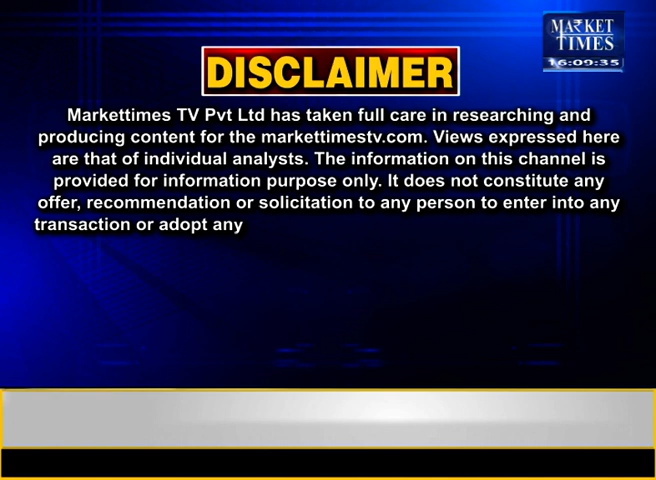 MARKET
TIMES
16:09:35
DISCLAIMER
Markettimes TV Pvt Ltd has taken full care in researching and
producing content for the markettimestv.com. Views expressed here
are that of individual analysts. The information on this channel is
provided for information purpose only. It does not constitute any
offer, recommendation or solicitation to any person to enter into any
transaction or adopt any